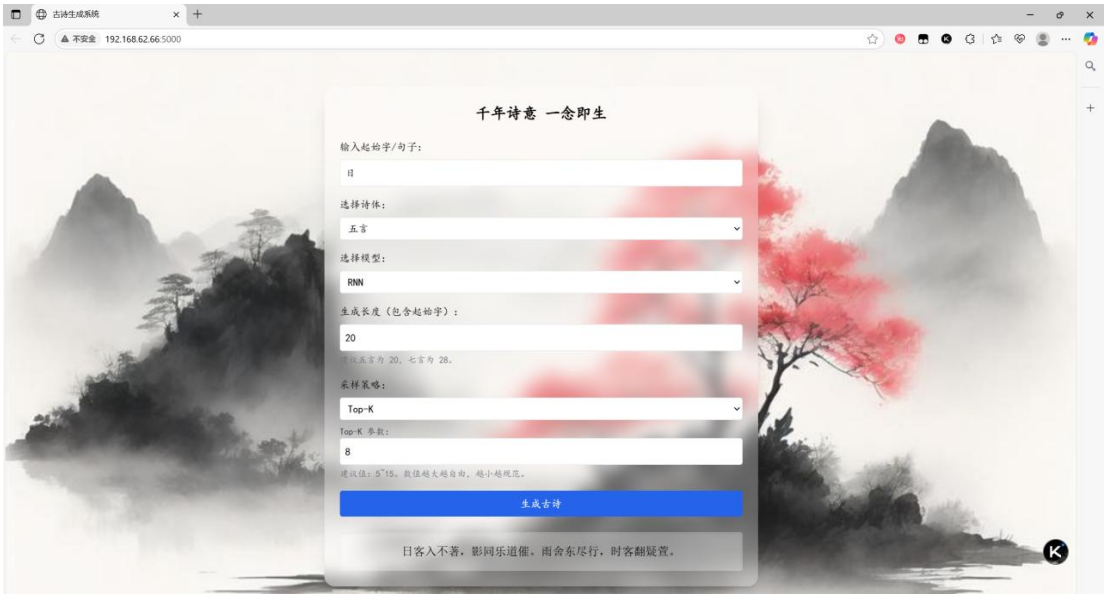 古诗生成系统
不安全 192.168.62.66:5000
千年诗意 一念即生
输入起始字/句子：
日
选择诗体：
五言
选择模型：
RNN
生成长度（包含起始字）：
20
建议五言为 20，七言为 28。
采样策略：
Top-K
Top-K 参数：
8
建议值：5~15。数值越大越自由，越小越规范。
生成古诗
日客入不著，影同乐道催。雨舍东尽行，时客翻疑萱。
K